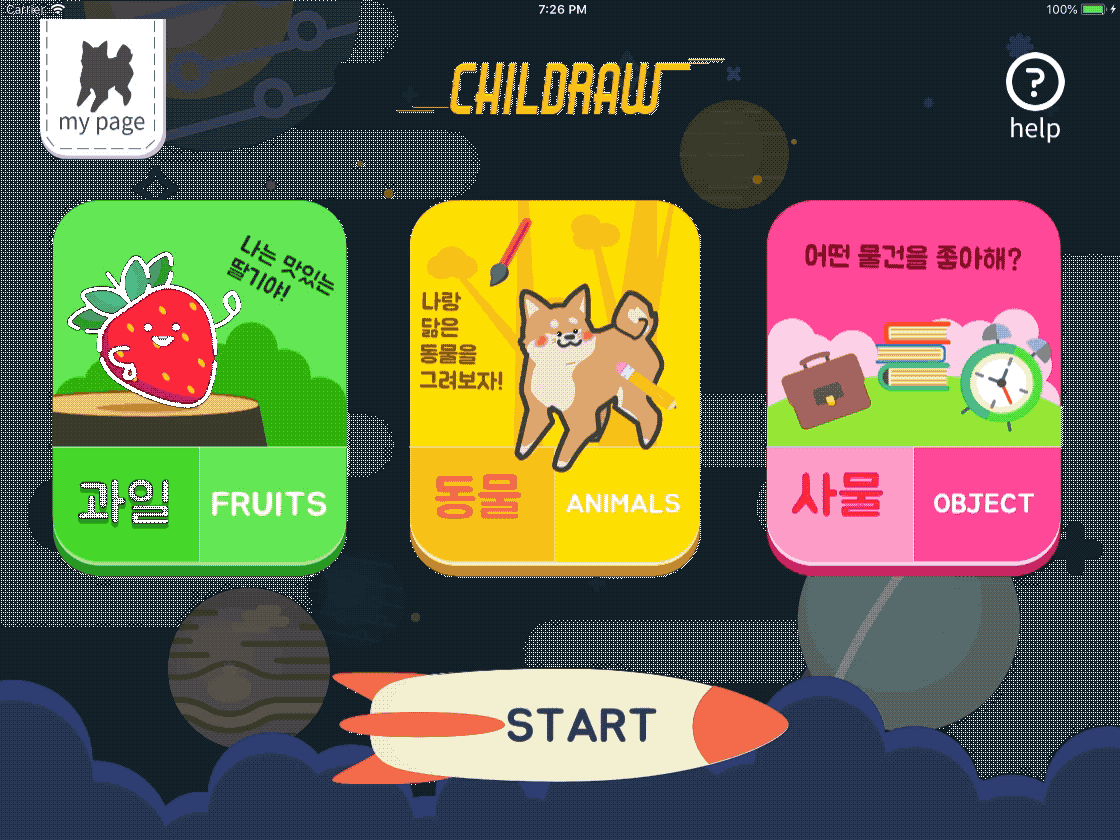 Carrier 7:26 PM 100%
CHILDRAW
my page
?
help
나는 맛있는
딸기야!
과일 FRUITS
나랑
닮은
동물을
그려보자!
동물 ANIMALS
어떤 물건을 좋아해?
사물 OBJECT
START